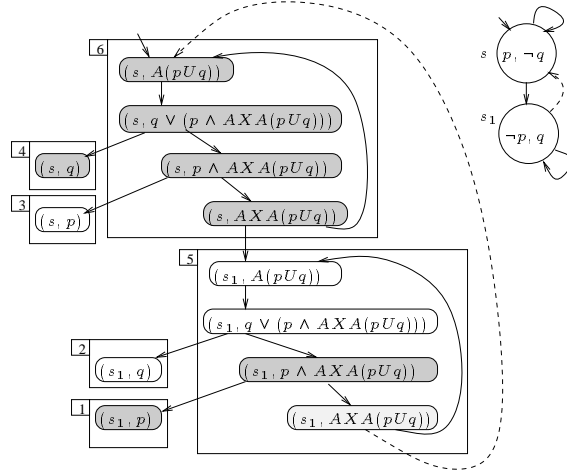 6
(s, A(pUq))
s p, ¬q
(s, q ∨ (p ∧ AXA(pUq)))
s₁ ¬p, q
4
(s, q)
(s, p ∧ AXA(pUq))
3
(s, p)
(s, AXA(pUq))
5
(s₁, A(pUq))
(s₁, q ∨ (p ∧ AXA(pUq)))
2
(s₁, q)
(s₁, p ∧ AXA(pUq))
1
(s₁, p)
(s₁, AXA(pUq))